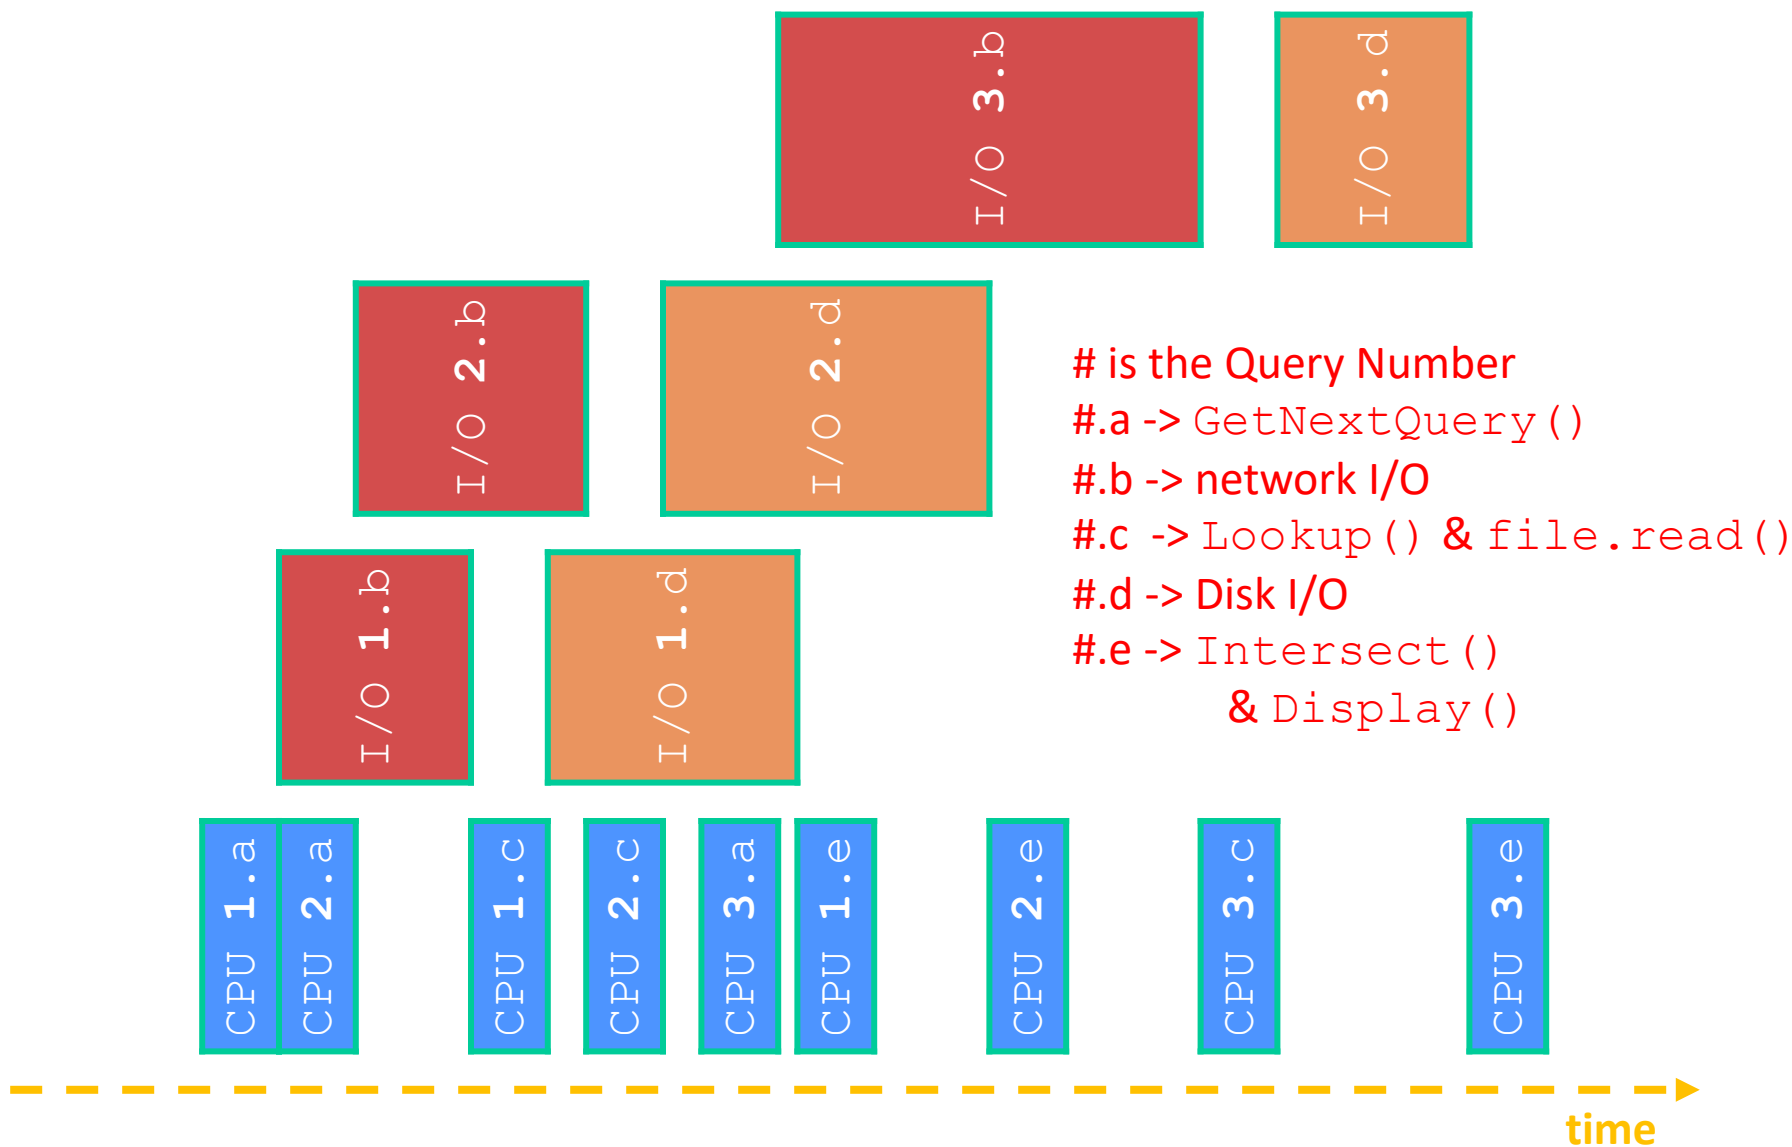 I/O 3.b
I/O 3.d
I/O 2.b
I/O 2.d
# is the Query Number
#.a -> GetNextQuery()
#.b -> network I/O
#.c -> Lookup() & file.read()
#.d -> Disk I/O
#.e -> Intersect()
& Display()
I/O 1.b
I/O 1.d
CPU 1.a
CPU 2.a
CPU 1.c
CPU 2.c
CPU 3.a
CPU 1.e
CPU 2.e
CPU 3.c
CPU 3.e
time